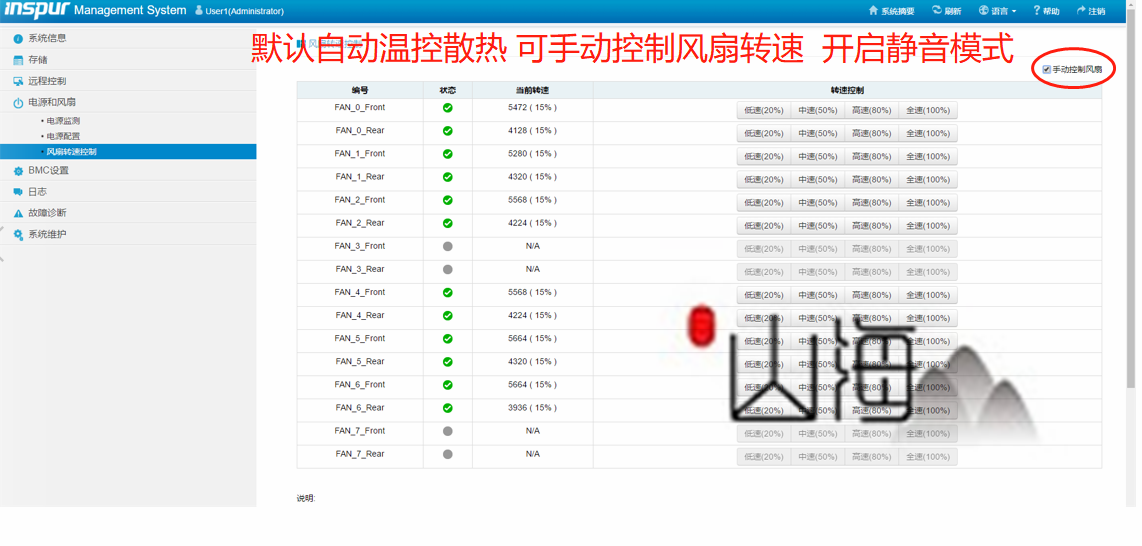 inspur Management System User1(Administrator) 系统摘要 刷新 语言 帮助 注销
系统信息
存储
远程控制
电源和风扇
• 电源监测
• 电源配置
• 风扇转速控制
BMC设置
日志
故障诊断
系统维护
默认自动温控散热 可手动控制风扇转速 开启静音模式
手动控制风扇
编号 状态 当前转速 转速控制
FAN_0_Front 5472 ( 15% ) 低速(20%) 中速(50%) 高速(80%) 全速(100%)
FAN_0_Rear 4128 ( 15% ) 低速(20%) 中速(50%) 高速(80%) 全速(100%)
FAN_1_Front 5280 ( 15% ) 低速(20%) 中速(50%) 高速(80%) 全速(100%)
FAN_1_Rear 4320 ( 15% ) 低速(20%) 中速(50%) 高速(80%) 全速(100%)
FAN_2_Front 5568 ( 15% ) 低速(20%) 中速(50%) 高速(80%) 全速(100%)
FAN_2_Rear 4224 ( 15% ) 低速(20%) 中速(50%) 高速(80%) 全速(100%)
FAN_3_Front N/A 低速(20%) 中速(50%) 高速(80%) 全速(100%)
FAN_3_Rear N/A 低速(20%) 中速(50%) 高速(80%) 全速(100%)
FAN_4_Front 5568 ( 15% ) 低速(20%) 中速(50%) 高速(80%) 全速(100%)
FAN_4_Rear 4224 ( 15% ) 低速(20%) 中速(50%) 高速(80%) 全速(100%)
FAN_5_Front 5664 ( 15% ) 低速(20%) 中速(50%) 高速(80%) 全速(100%)
FAN_5_Rear 4320 ( 15% ) 低速(20%) 中速(50%) 高速(80%) 全速(100%)
FAN_6_Front 5664 ( 15% ) 低速(20%) 中速(50%) 高速(80%) 全速(100%)
FAN_6_Rear 3936 ( 15% ) 低速(20%) 中速(50%) 高速(80%) 全速(100%)
FAN_7_Front N/A 低速(20%) 中速(50%) 高速(80%) 全速(100%)
FAN_7_Rear N/A 低速(20%) 中速(50%) 高速(80%) 全速(100%)
山海
说明: